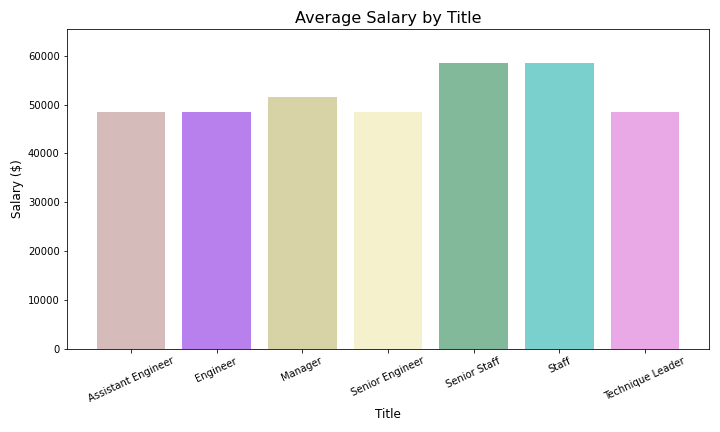 Average Salary by Title
Salary ($)
60000
50000
40000
30000
20000
10000
0
Assistant Engineer
Engineer
Manager
Senior Engineer
Senior Staff
Staff
Technique Leader
Title